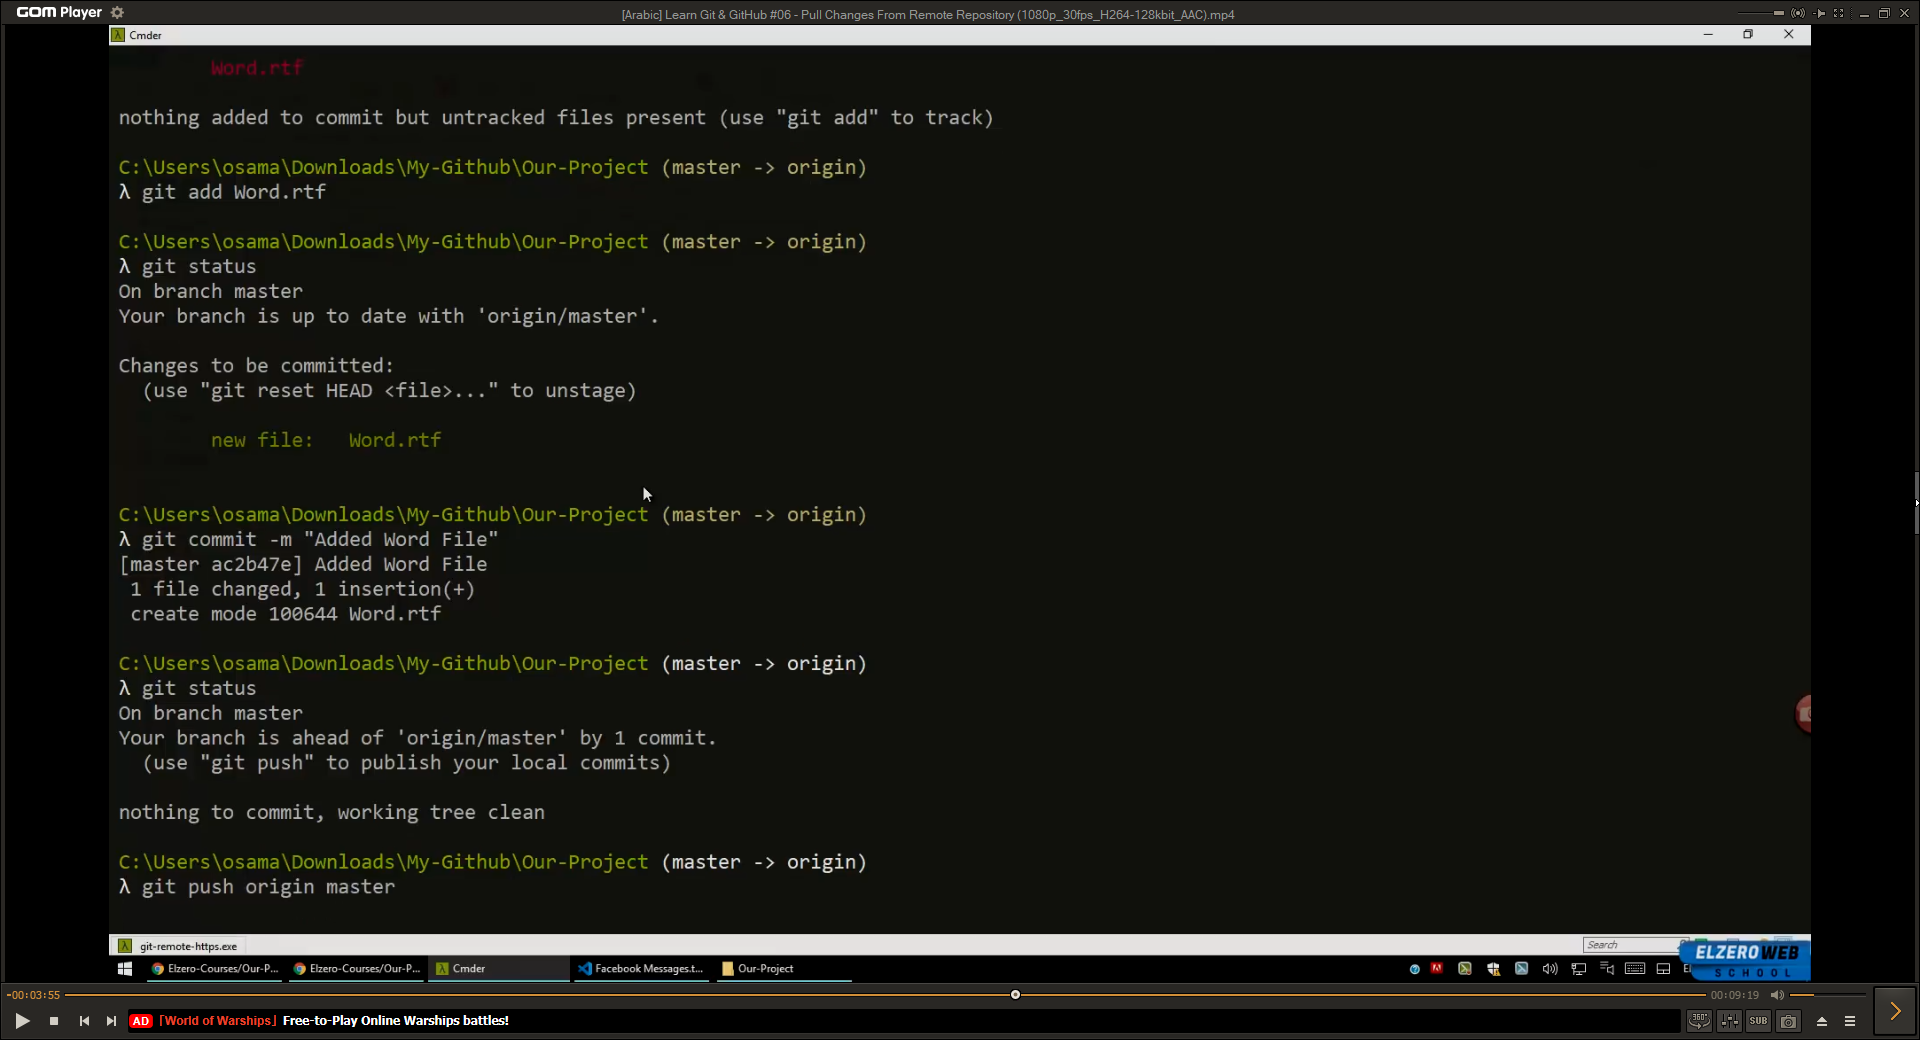 GOM Player
[Arabic] Learn Git & GitHub #06 - Pull Changes From Remote Repository (1080p_30fps_H264-128kbit_AAC).mp4
λ Cmder
Word.rtf
nothing added to commit but untracked files present (use "git add" to track)
C:\Users\osama\Downloads\My-Github\Our-Project (master -> origin)
λ git add Word.rtf
C:\Users\osama\Downloads\My-Github\Our-Project (master -> origin)
λ git status
On branch master
Your branch is up to date with 'origin/master'.
Changes to be committed:
(use "git reset HEAD <file>..." to unstage)
new file:   Word.rtf
C:\Users\osama\Downloads\My-Github\Our-Project (master -> origin)
λ git commit -m "Added Word File"
[master ac2b47e] Added Word File
1 file changed, 1 insertion(+)
create mode 100644 Word.rtf
C:\Users\osama\Downloads\My-Github\Our-Project (master -> origin)
λ git status
On branch master
Your branch is ahead of 'origin/master' by 1 commit.
(use "git push" to publish your local commits)
nothing to commit, working tree clean
C:\Users\osama\Downloads\My-Github\Our-Project (master -> origin)
λ git push origin master
λ git-remote-https.exe
Search
ELZERO WEB
SCHOOL
Elzero-Courses/Our-P...
Elzero-Courses/Our-P...
λ Cmder
Facebook Messages.t...
Our-Project
-00:03:55
00:09:19
AD [World of Warships] Free-to-Play Online Warships battles!
360°
SUB